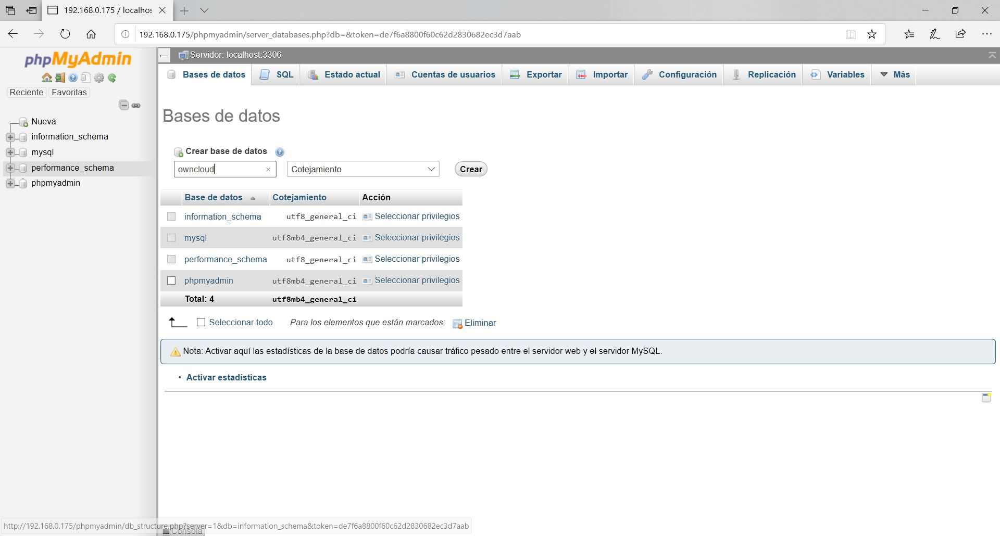 192.168.0.175 / localhos
192.168.0.175/phpmyadmin/server_databases.php?db=&token=de7f6a8800f60c62d2830682ec3d7aab
phpMyAdmin
Reciente Favoritas
Nueva
information_schema
mysql
performance_schema
phpmyadmin
Servidor: localhost:3306
Bases de datos SQL Estado actual Cuentas de usuarios Exportar Importar Configuración Replicación Variables Más
Bases de datos
Crear base de datos
owncloud Cotejamiento Crear
Base de datos Cotejamiento Acción
information_schema utf8_general_ci Seleccionar privilegios
mysql utf8mb4_general_ci Seleccionar privilegios
performance_schema utf8_general_ci Seleccionar privilegios
phpmyadmin utf8mb4_general_ci Seleccionar privilegios
Total: 4 utf8mb4_general_ci
Seleccionar todo Para los elementos que están marcados: Eliminar
Nota: Activar aquí las estadísticas de la base de datos podría causar tráfico pesado entre el servidor web y el servidor MySQL.
• Activar estadísticas
http://192.168.0.175/phpmyadmin/db_structure.php?server=1&db=information_schema&token=de7f6a8800f60c62d2830682ec3d7aab
Consola